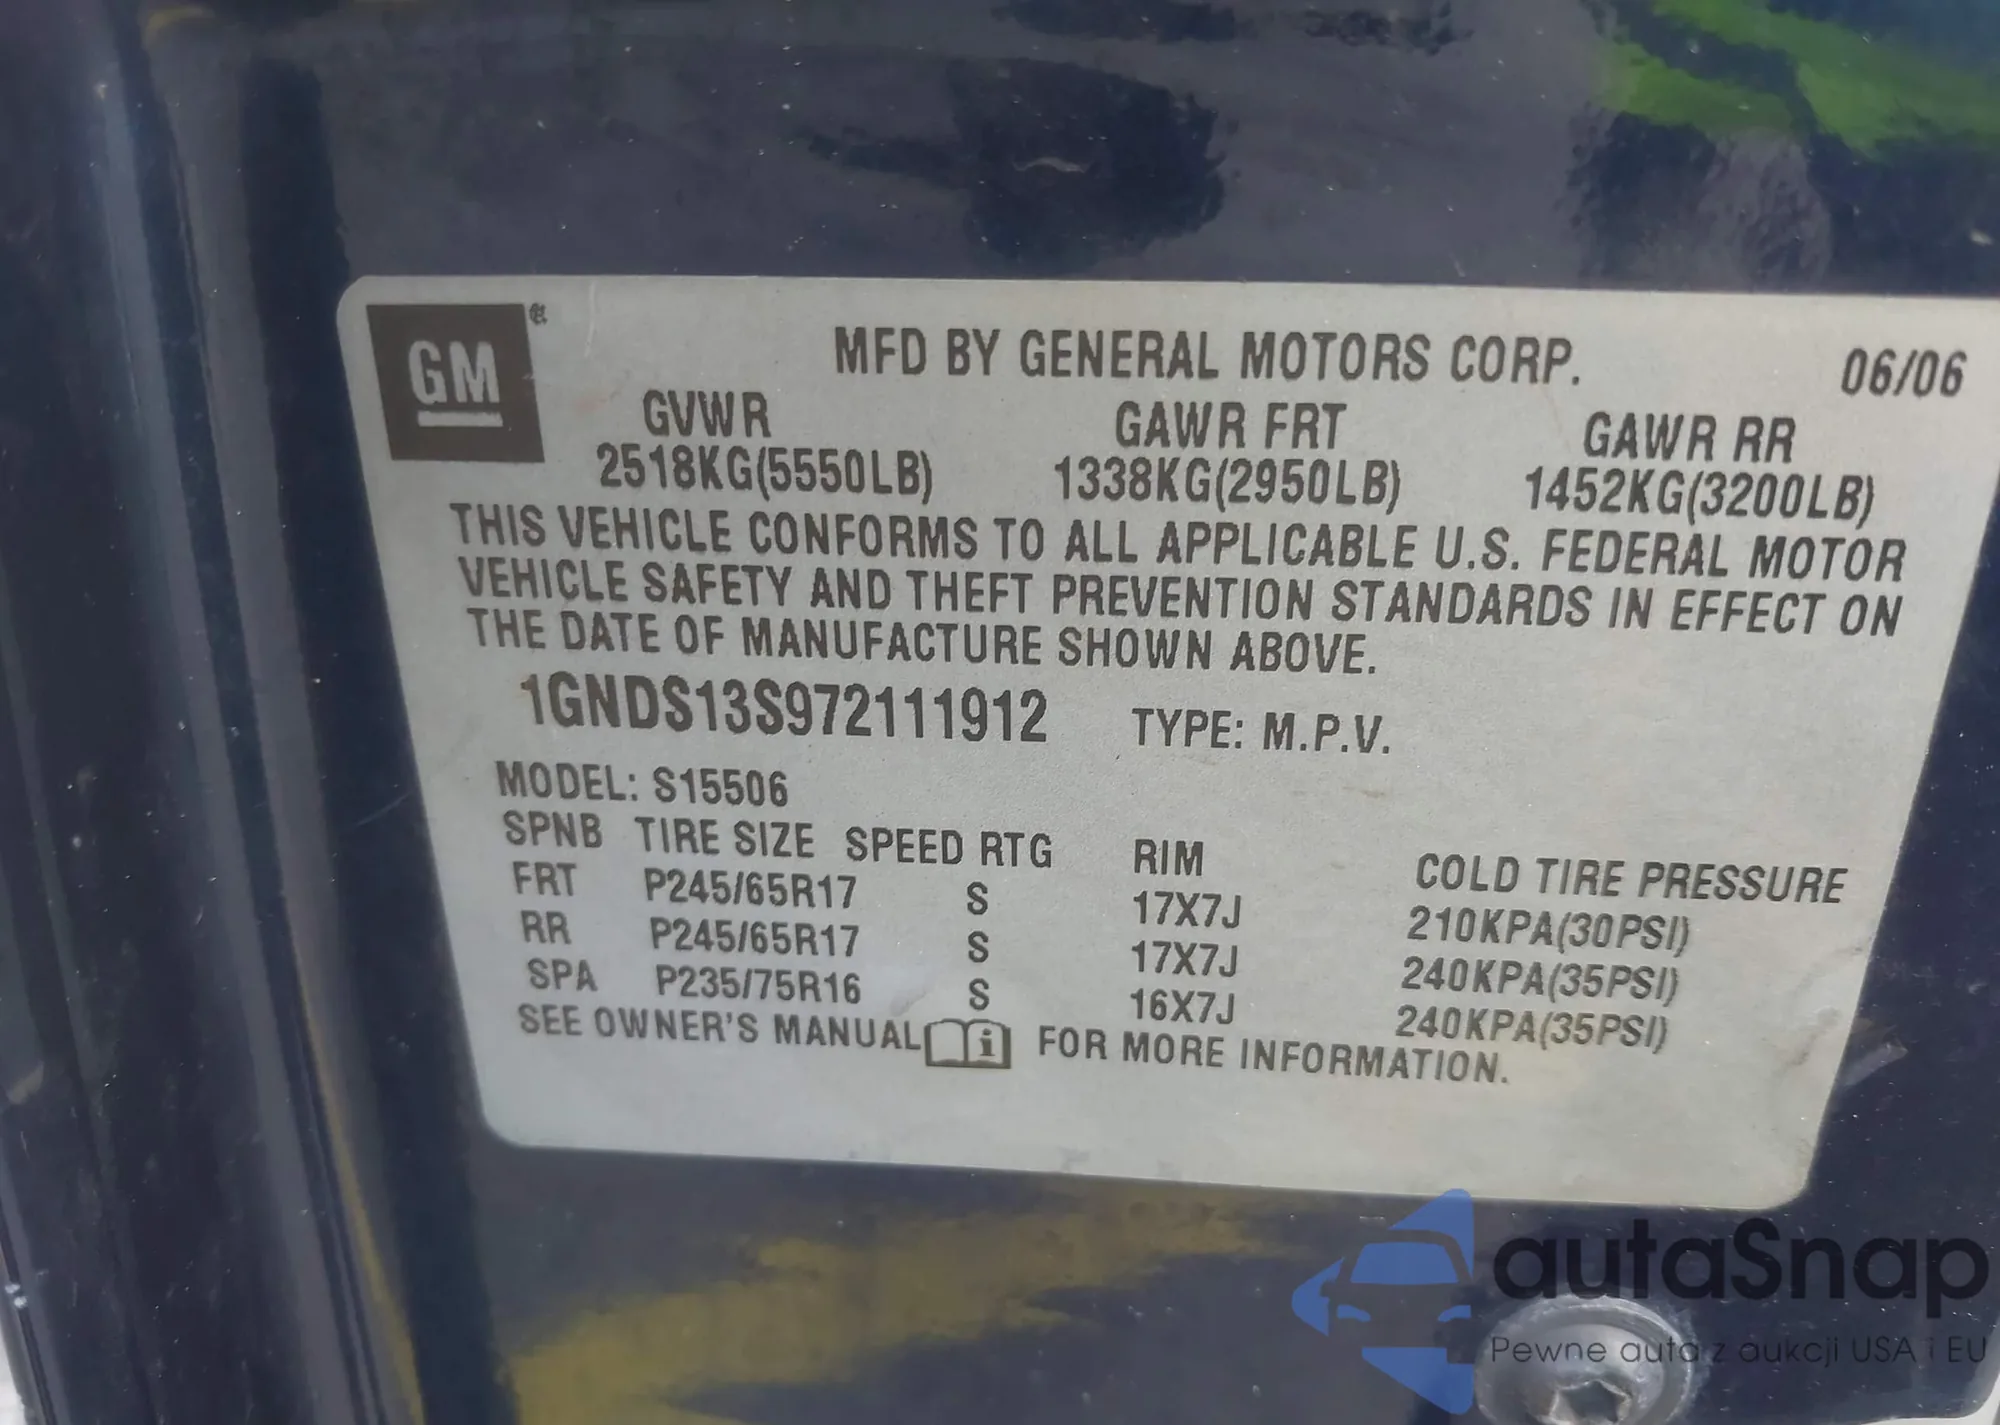 GM
MFD BY GENERAL MOTORS CORP. 06/06
GVWR GAWR FRT GAWR RR
2518KG(5550LB) 1338KG(2950LB) 1452KG(3200LB)
THIS VEHICLE CONFORMS TO ALL APPLICABLE U.S. FEDERAL MOTOR
VEHICLE SAFETY AND THEFT PREVENTION STANDARDS IN EFFECT ON
THE DATE OF MANUFACTURE SHOWN ABOVE.
1GNDS13S972111912 TYPE: M.P.V.
MODEL: S15506
SPNB TIRE SIZE SPEED RTG RIM COLD TIRE PRESSURE
FRT P245/65R17 S 17X7J 210KPA(30PSI)
RR P245/65R17 S 17X7J 240KPA(35PSI)
SPA P235/75R16 S 16X7J 240KPA(35PSI)
SEE OWNER'S MANUAL i FOR MORE INFORMATION.
autaSnap
Pewne auta z aukcji USA i EU